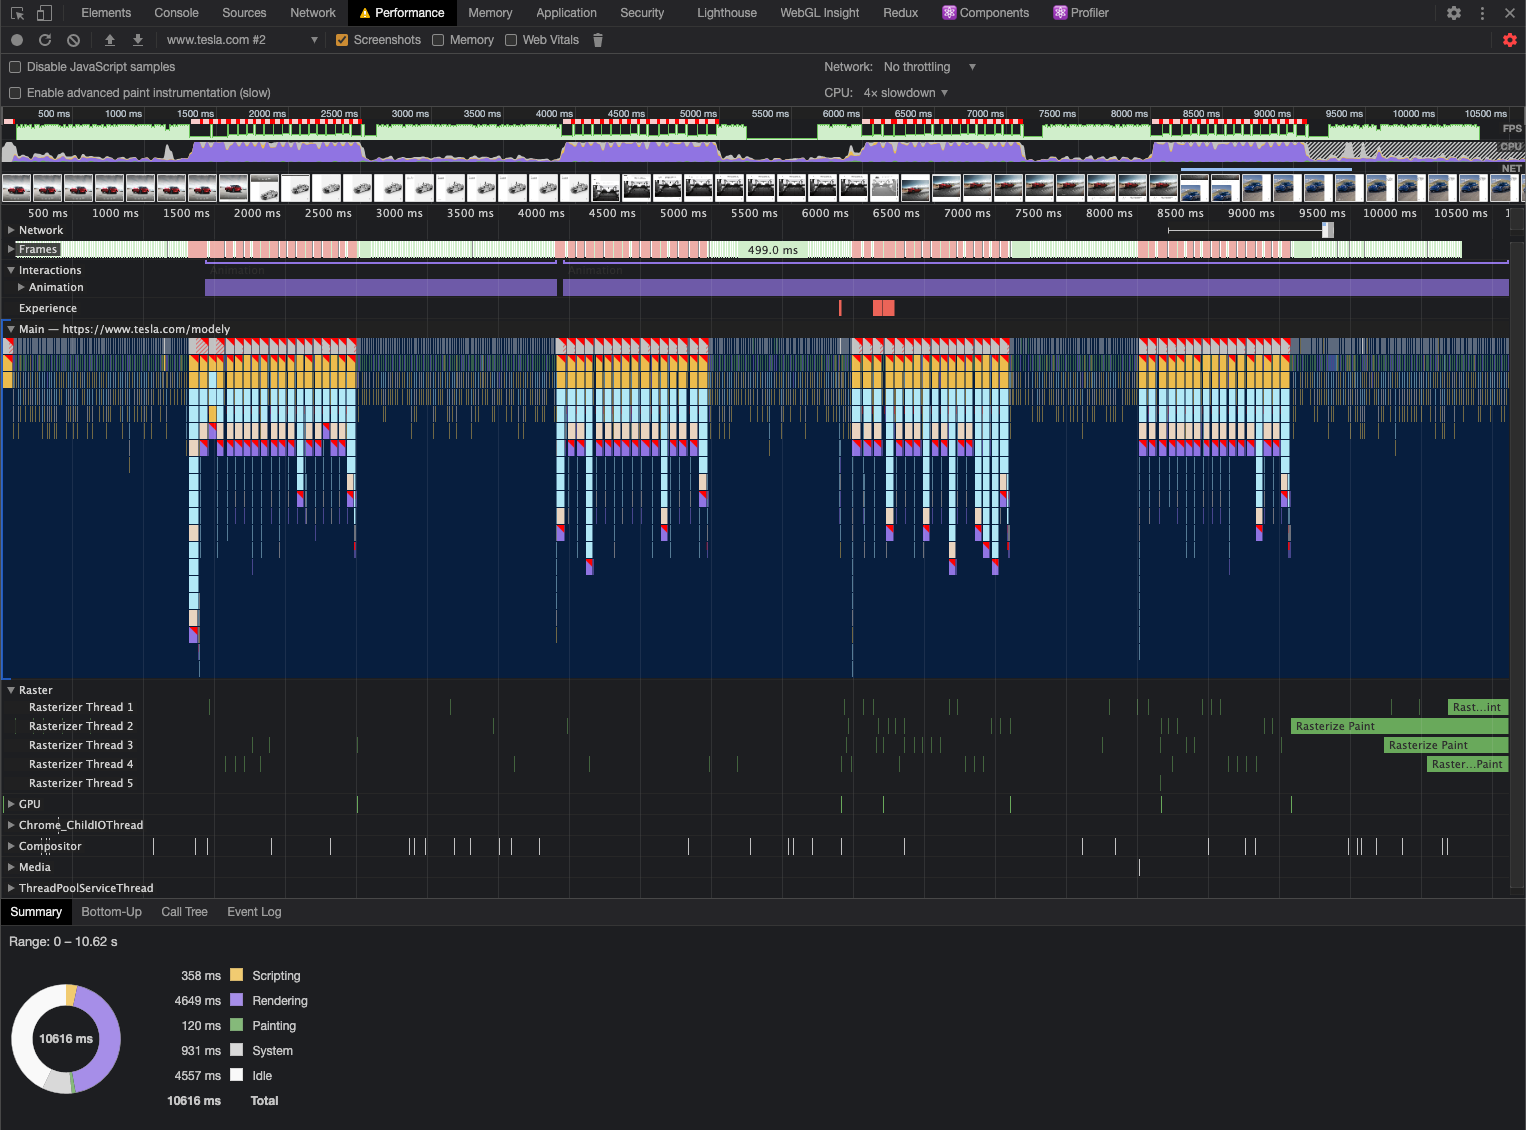 Elements Console Sources Network Performance Memory Application Security Lighthouse WebGL Insight Redux Components Profiler
www.tesla.com #2 Screenshots Memory Web Vitals
Disable JavaScript samples Network: No throttling
Enable advanced paint instrumentation (slow) CPU: 4× slowdown
500 ms 1000 ms 1500 ms 2000 ms 2500 ms 3000 ms 3500 ms 4000 ms 4500 ms 5000 ms 5500 ms 6000 ms 6500 ms 7000 ms 7500 ms 8000 ms 8500 ms 9000 ms 9500 ms 10000 ms 10500 ms
FPS
CPU
NET
500 ms 1000 ms 1500 ms 2000 ms 2500 ms 3000 ms 3500 ms 4000 ms 4500 ms 5000 ms 5500 ms 6000 ms 6500 ms 7000 ms 7500 ms 8000 ms 8500 ms 9000 ms 9500 ms 10000 ms 10500 ms
Network
Frames 499.0 ms
Interactions Animation Animation
Animation
Experience
Main — https://www.tesla.com/modely
Raster
Rasterizer Thread 1 Rast...int
Rasterizer Thread 2 Rasterize Paint
Rasterizer Thread 3 Rasterize Paint
Rasterizer Thread 4 Raster...Paint
Rasterizer Thread 5
GPU
Chrome_ChildIOThread
Compositor
Media
ThreadPoolServiceThread
Summary Bottom-Up Call Tree Event Log
Range: 0 – 10.62 s
358 ms Scripting
4649 ms Rendering
120 ms Painting
931 ms System
4557 ms Idle
10616 ms Total
10616 ms